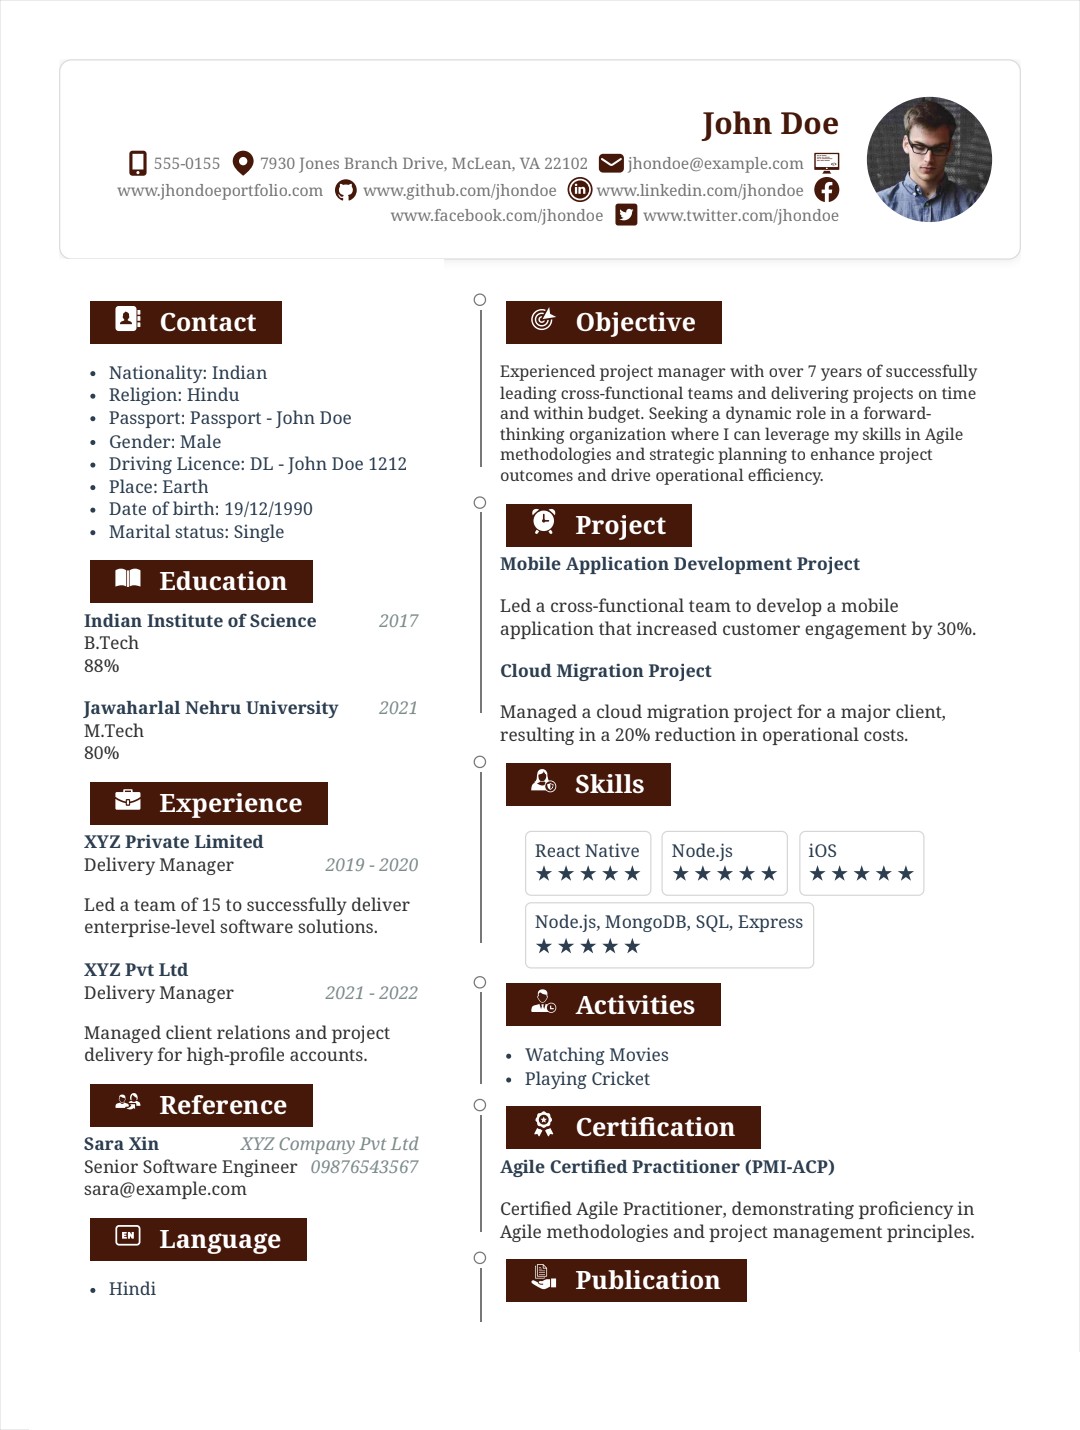 John Doe
555-0155 7930 Jones Branch Drive, McLean, VA 22102 jhondoe@example.com
www.jhondoeportfolio.com www.github.com/jhondoe www.linkedin.com/jhondoe
www.facebook.com/jhondoe www.twitter.com/jhondoe
Contact
Nationality: Indian
Religion: Hindu
Passport: Passport - John Doe
Gender: Male
Driving Licence: DL - John Doe 1212
Place: Earth
Date of birth: 19/12/1990
Marital status: Single
Education
Indian Institute of Science 2017
B.Tech
88%
Jawaharlal Nehru University 2021
M.Tech
80%
Experience
XYZ Private Limited
Delivery Manager 2019 - 2020
Led a team of 15 to successfully deliver
enterprise-level software solutions.
XYZ Pvt Ltd
Delivery Manager 2021 - 2022
Managed client relations and project
delivery for high-profile accounts.
Reference
Sara Xin XYZ Company Pvt Ltd
Senior Software Engineer 09876543567
sara@example.com
EN Language
Hindi
Objective
Experienced project manager with over 7 years of successfully
leading cross-functional teams and delivering projects on time
and within budget. Seeking a dynamic role in a forward-
thinking organization where I can leverage my skills in Agile
methodologies and strategic planning to enhance project
outcomes and drive operational efficiency.
Project
Mobile Application Development Project
Led a cross-functional team to develop a mobile
application that increased customer engagement by 30%.
Cloud Migration Project
Managed a cloud migration project for a major client,
resulting in a 20% reduction in operational costs.
Skills
React Native Node.js iOS
★★★★★ ★★★★★ ★★★★★
Node.js, MongoDB, SQL, Express
★★★★★
Activities
Watching Movies
Playing Cricket
Certification
Agile Certified Practitioner (PMI-ACP)
Certified Agile Practitioner, demonstrating proficiency in
Agile methodologies and project management principles.
Publication